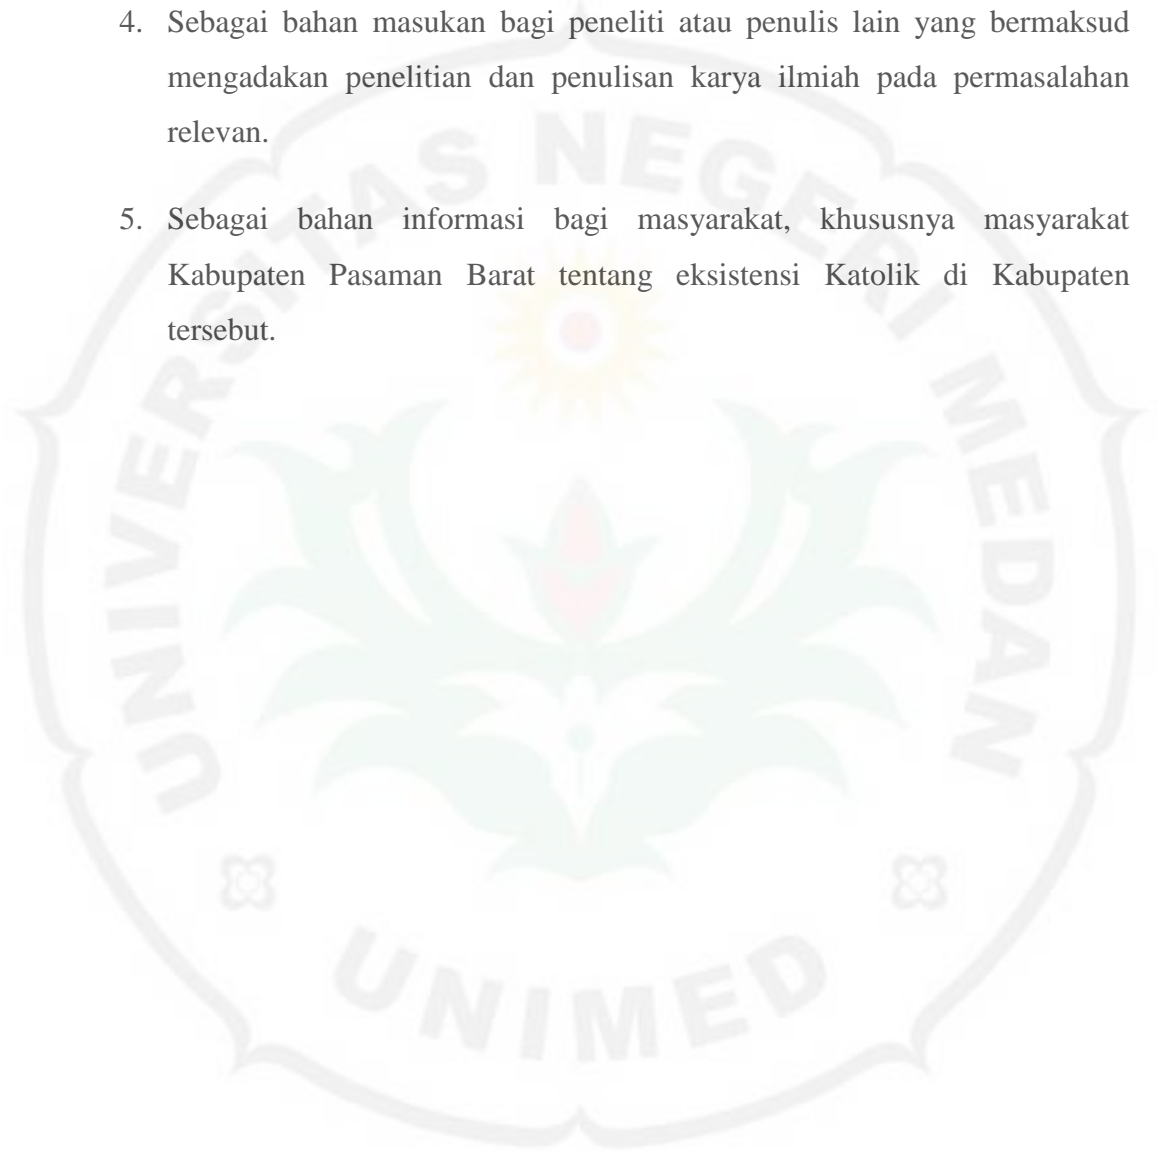 4. Sebagai bahan masukan bagi peneliti atau penulis lain yang bermaksud
mengadakan penelitian dan penulisan karya ilmiah pada permasalahan
relevan.
5. Sebagai bahan informasi bagi masyarakat, khususnya masyarakat
Kabupaten Pasaman Barat tentang eksistensi Katolik di Kabupaten
tersebut.
UNIVERSITAS NEGERI MEDAN
UNIMED